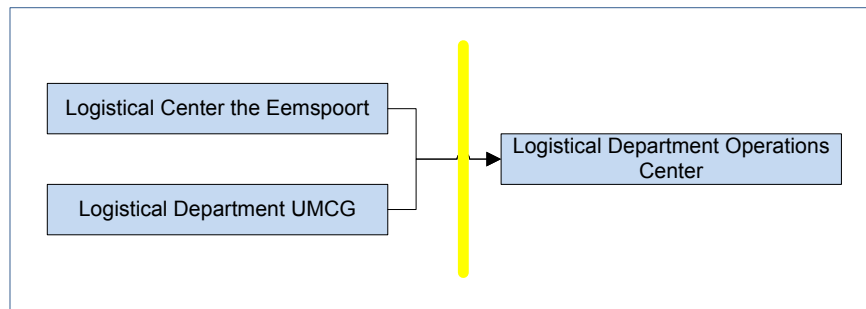 Logistical Center the Eemspoort
Logistical Department Operations
Center
Logistical Department UMCG